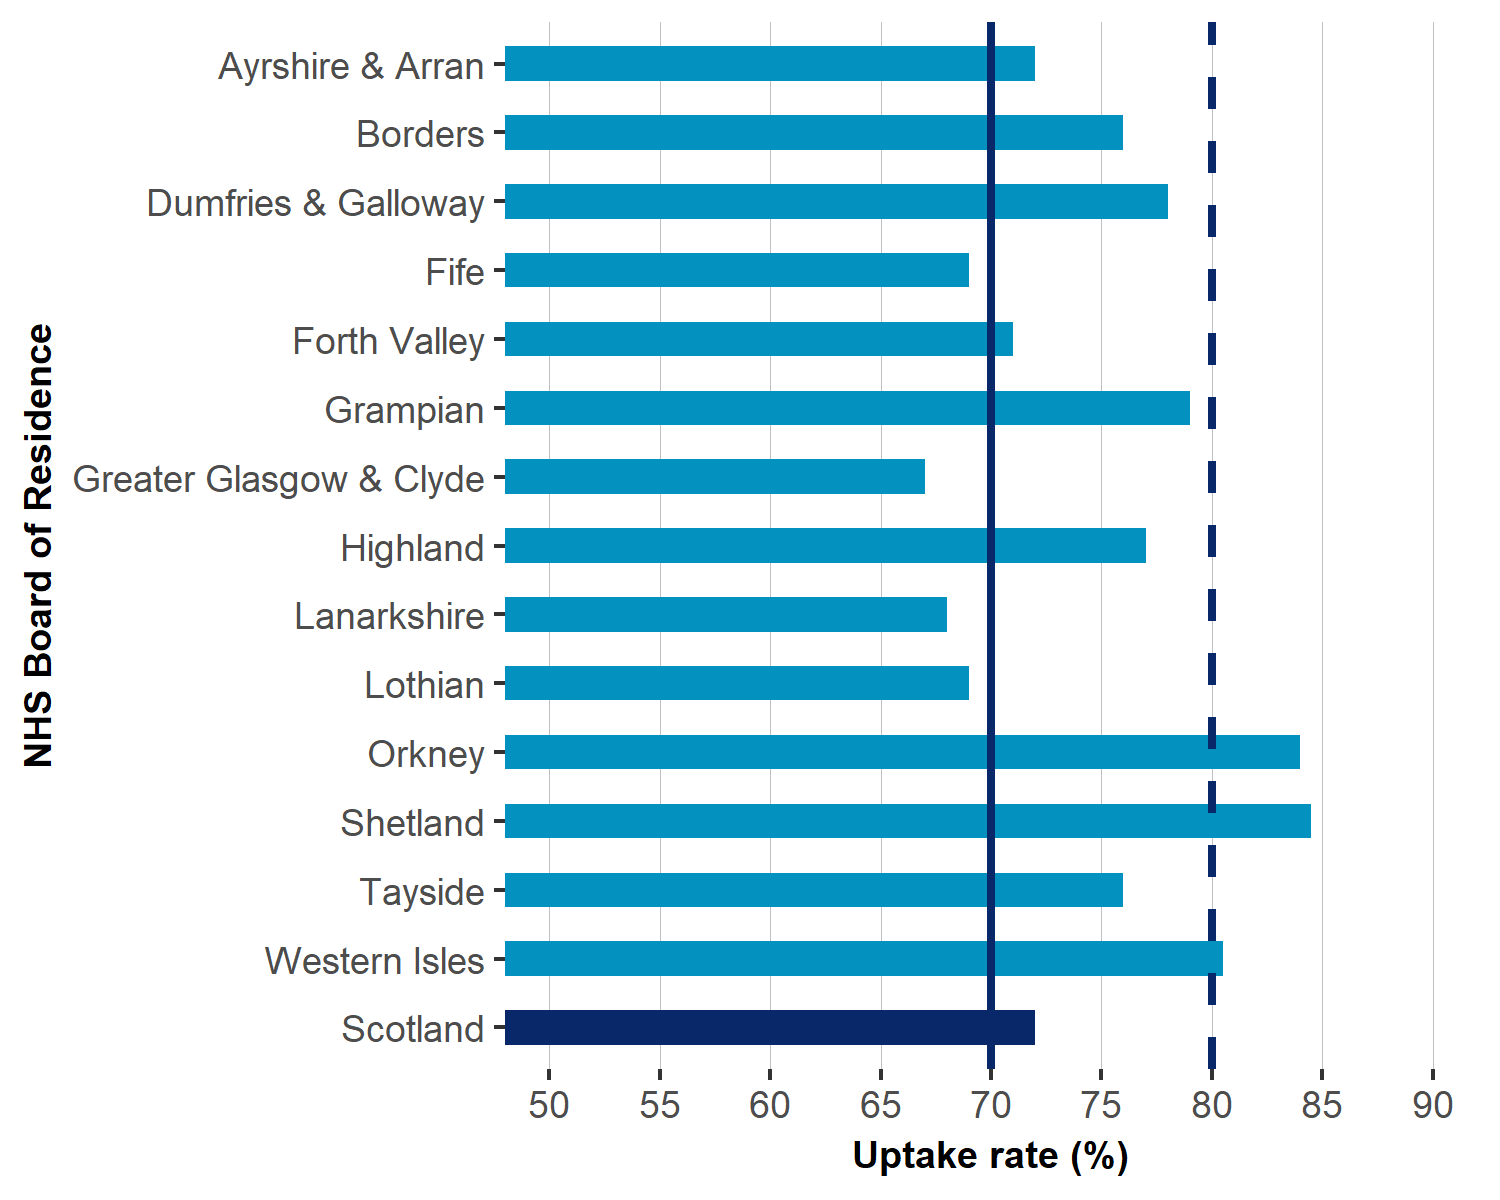 NHS Board of Residence
Ayrshire & Arran
Borders
Dumfries & Galloway
Fife
Forth Valley
Grampian
Greater Glasgow & Clyde
Highland
Lanarkshire
Lothian
Orkney
Shetland
Tayside
Western Isles
Scotland
50 55 60 65 70 75 80 85 90
Uptake rate (%)